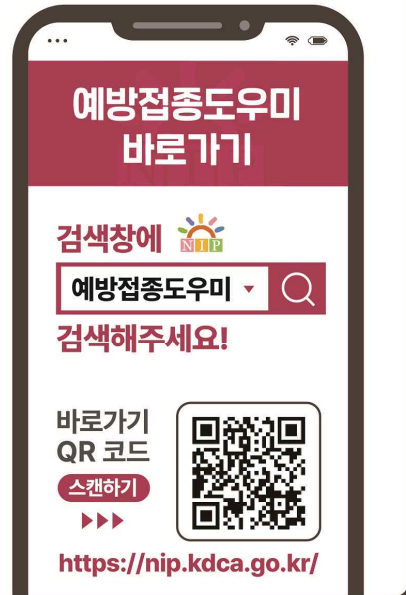 예방접종도우미
바로가기
검색창에
NIP
예방접종도우미
검색해주세요!
바로가기
QR 코드
스캔하기
https://nip.kdca.go.kr/